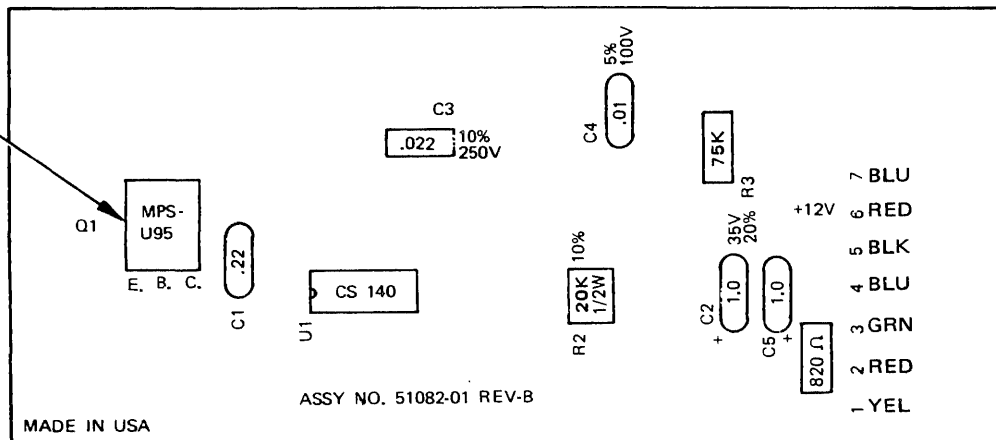 5%
100V
C4
.01
C3
.022
10%
250V
75K
R3
Q1
MPS-
U95
E. B. C.
.22
C1
U1
CS 140
10%
20K
1/2W
R2
35V
20%
C2
1.0
+
C5
1.0
+
820 Ω
+12V
7 BLU
6 RED
5 BLK
4 BLU
3 GRN
2 RED
1 YEL
ASSY NO. 51082-01 REV-B
MADE IN USA